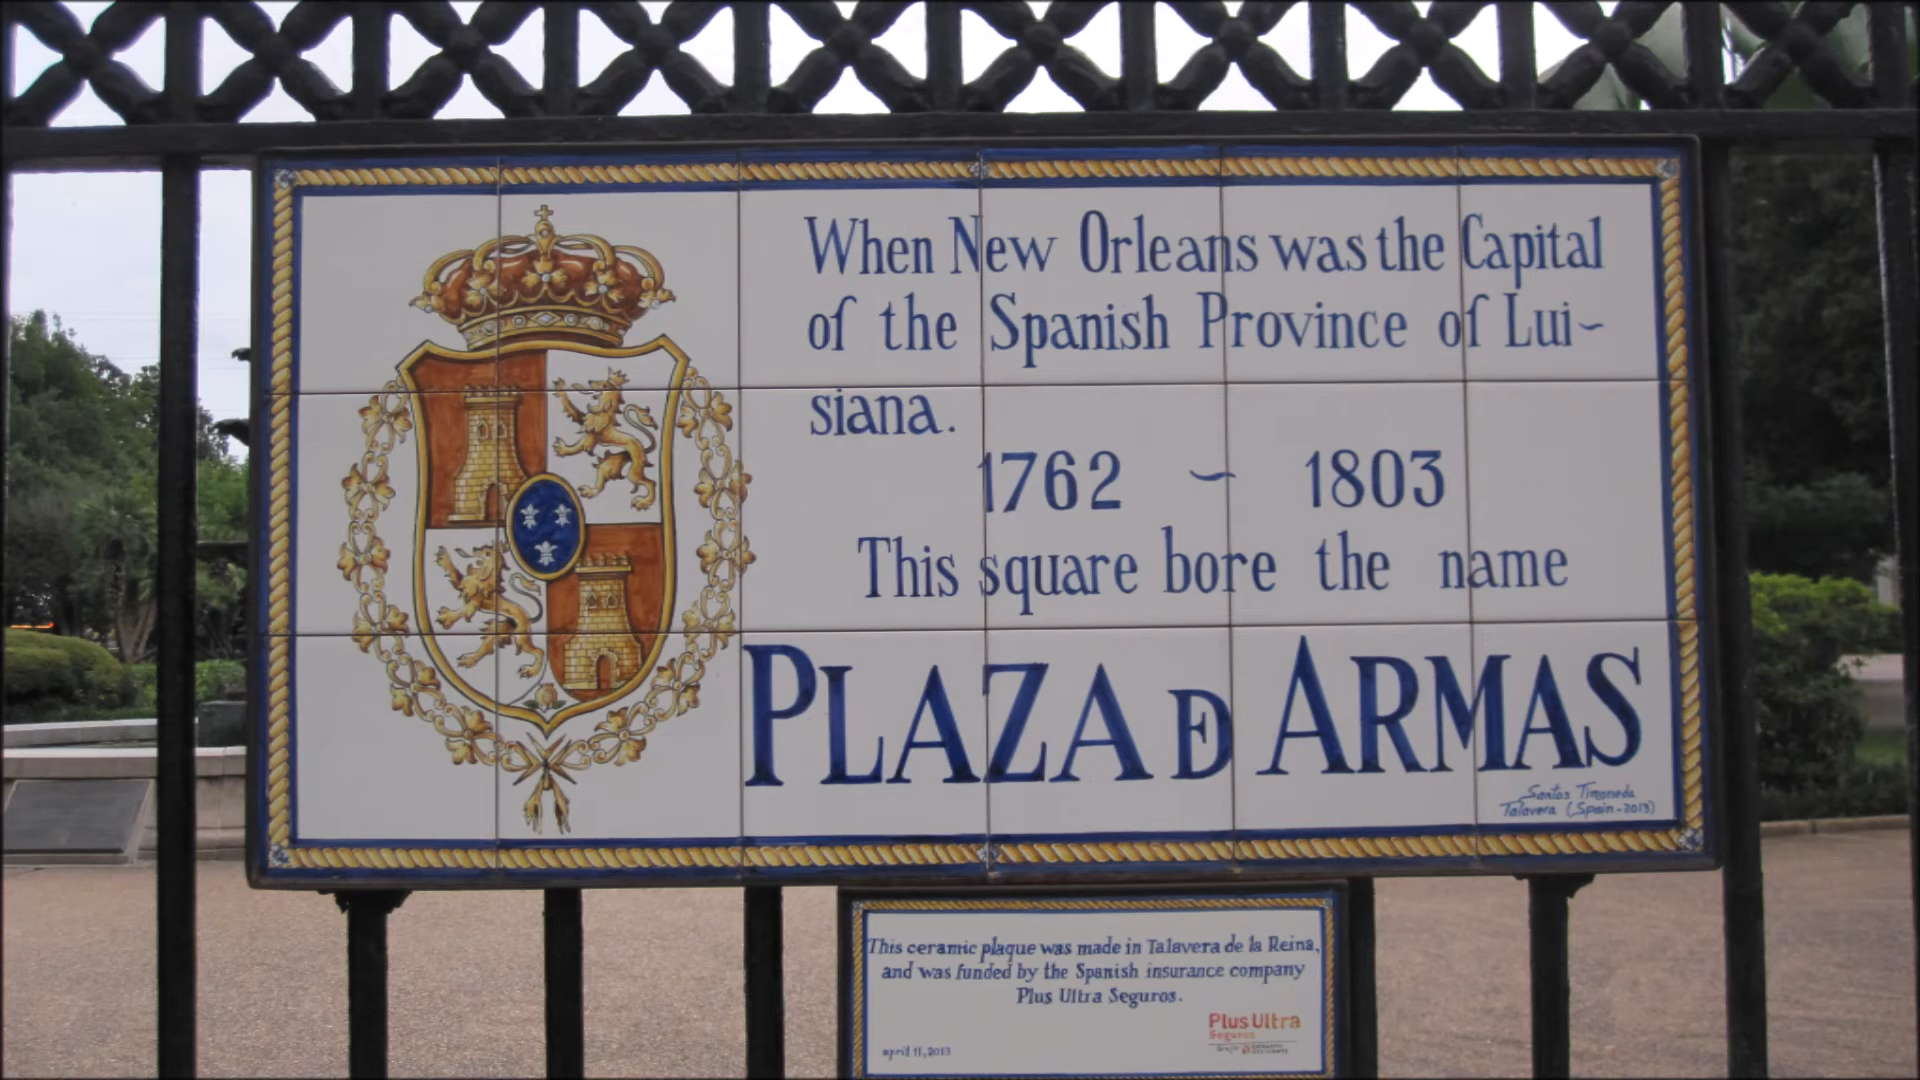 When New Orleans was the Capital
of the Spanish Province of Lui~
siana.
1762 ~ 1803
This square bore the name
PLAZA DE ARMAS
Santos Timoneda
Talavera (Spain-2013)
This ceramic plaque was made in Talavera de la Reina,
and was funded by the Spanish insurance company
Plus Ultra Seguros.
Plus Ultra
Seguros
april 11, 2013